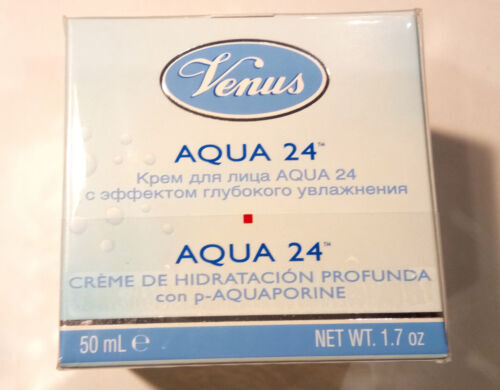 Venus
AQUA 24™
Крем для лица AQUA 24
с эффектом глубокого увлажнения
AQUA 24™
CRÈME DE HIDRATACIÓN PROFUNDA
con p-AQUAPORINE
50 mL ℮ NET WT. 1.7 oz